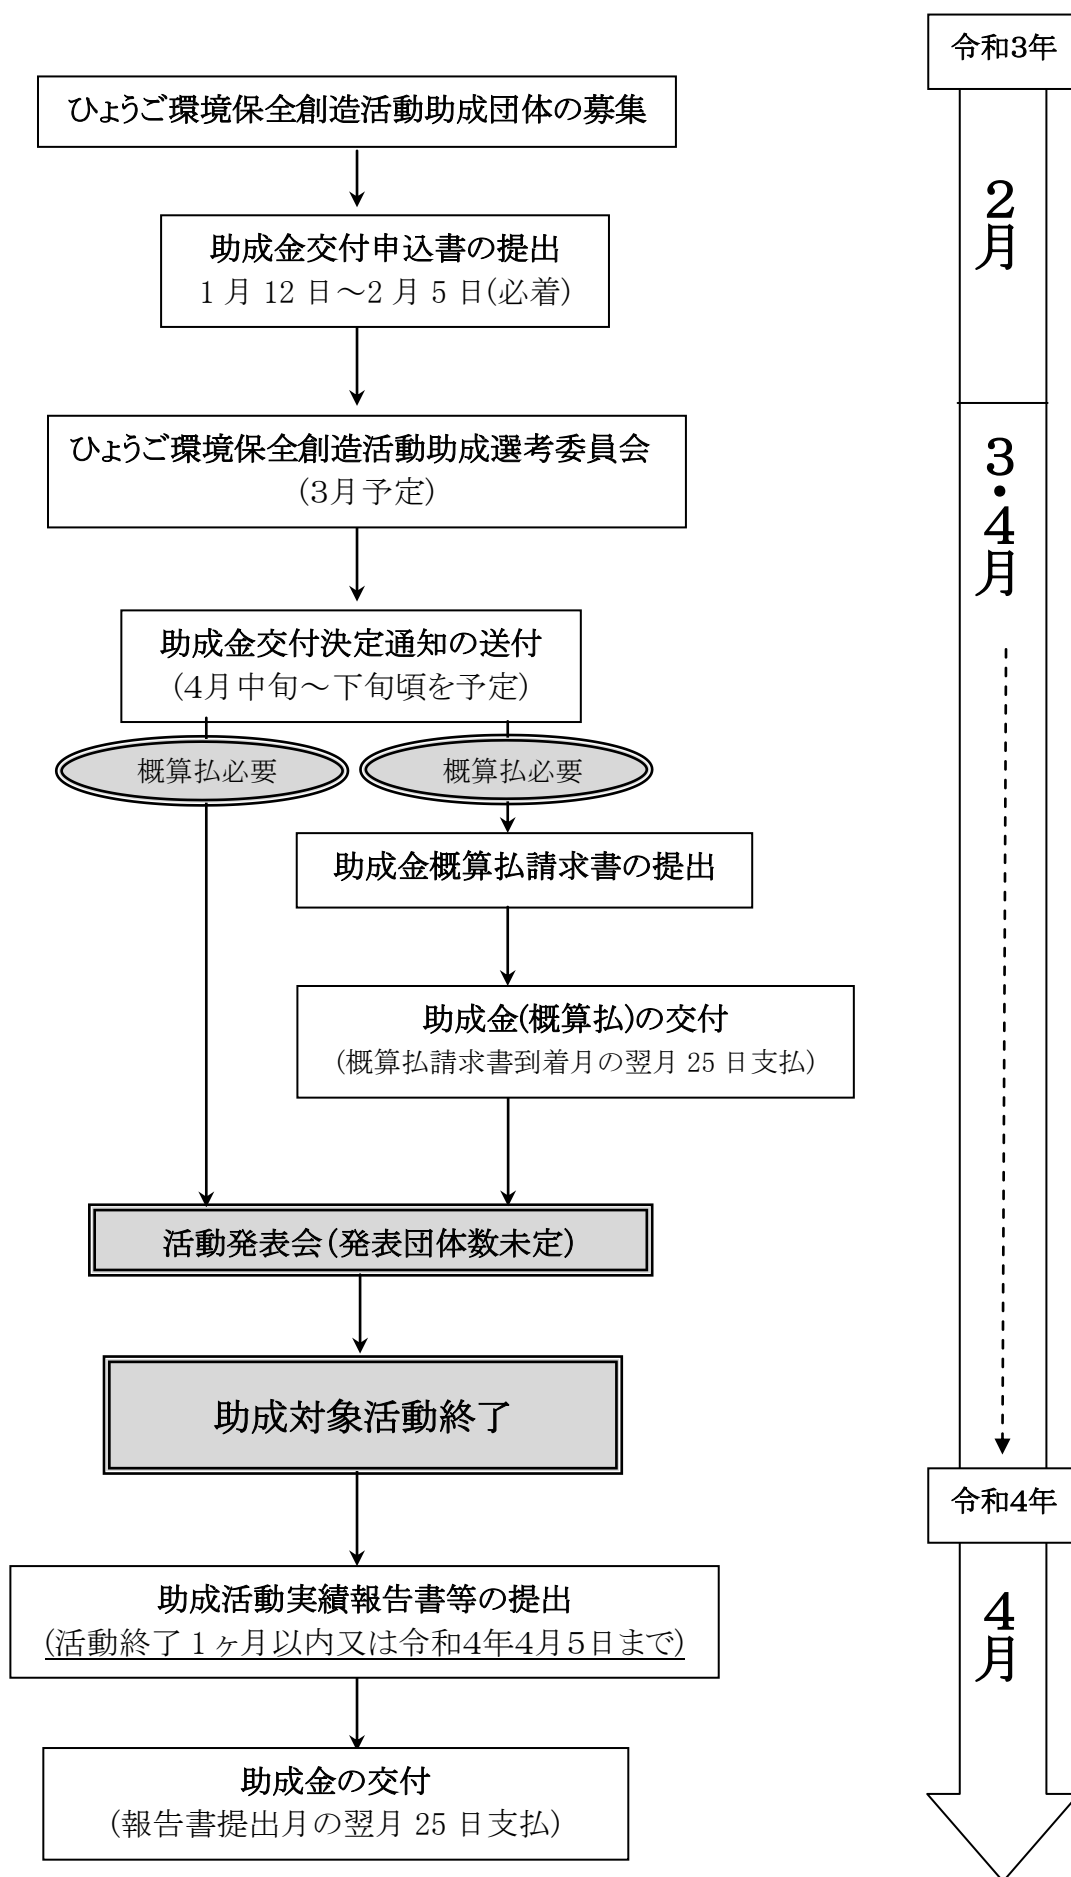 令和3年
ひょうご環境保全創造活動助成団体の募集
2月
助成金交付申込書の提出
1 月 12 日～2 月 5 日(必着)
ひょうご環境保全創造活動助成選考委員会
(3月予定)
3・4月
助成金交付決定通知の送付
(4月中旬～下旬頃を予定)
概算払必要
概算払必要
助成金概算払請求書の提出
助成金(概算払)の交付
(概算払請求書到着月の翌月 25 日支払)
活動発表会(発表団体数未定)
助成対象活動終了
令和4年
助成活動実績報告書等の提出
(活動終了 1 ヶ月以内又は令和4年4月5日まで)
4月
助成金の交付
(報告書提出月の翌月 25 日支払)